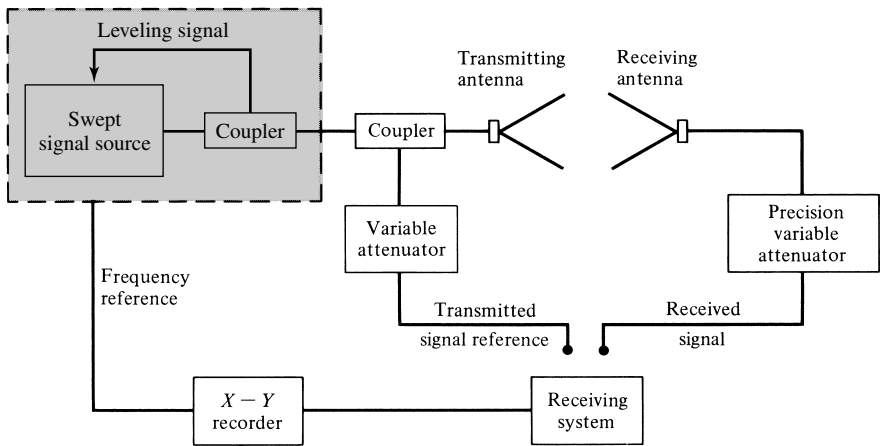 Leveling signal
Swept
signal source
Coupler
Coupler
Transmitting
antenna
Receiving
antenna
Variable
attenuator
Precision
variable
attenuator
Frequency
reference
Transmitted
signal reference
Received
signal
X – Y
recorder
Receiving
system